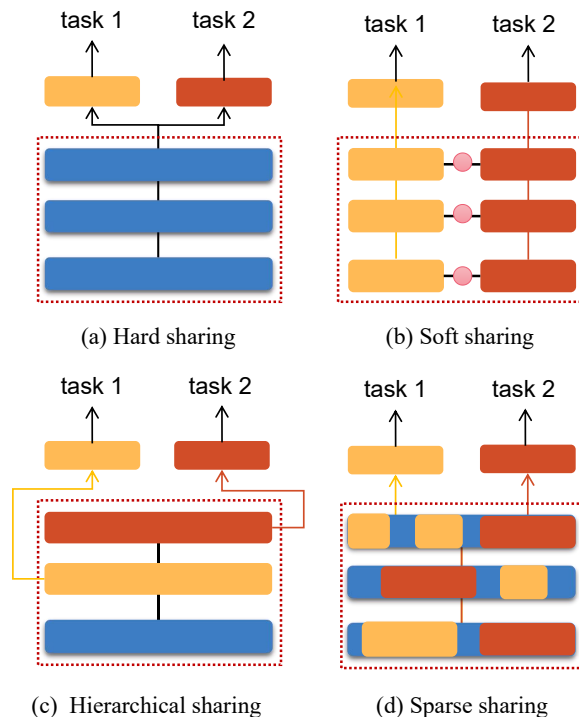 task 1 task 2
task 1 task 2
(a) Hard sharing
(b) Soft sharing
task 1 task 2
task 1 task 2
(c) Hierarchical sharing
(d) Sparse sharing